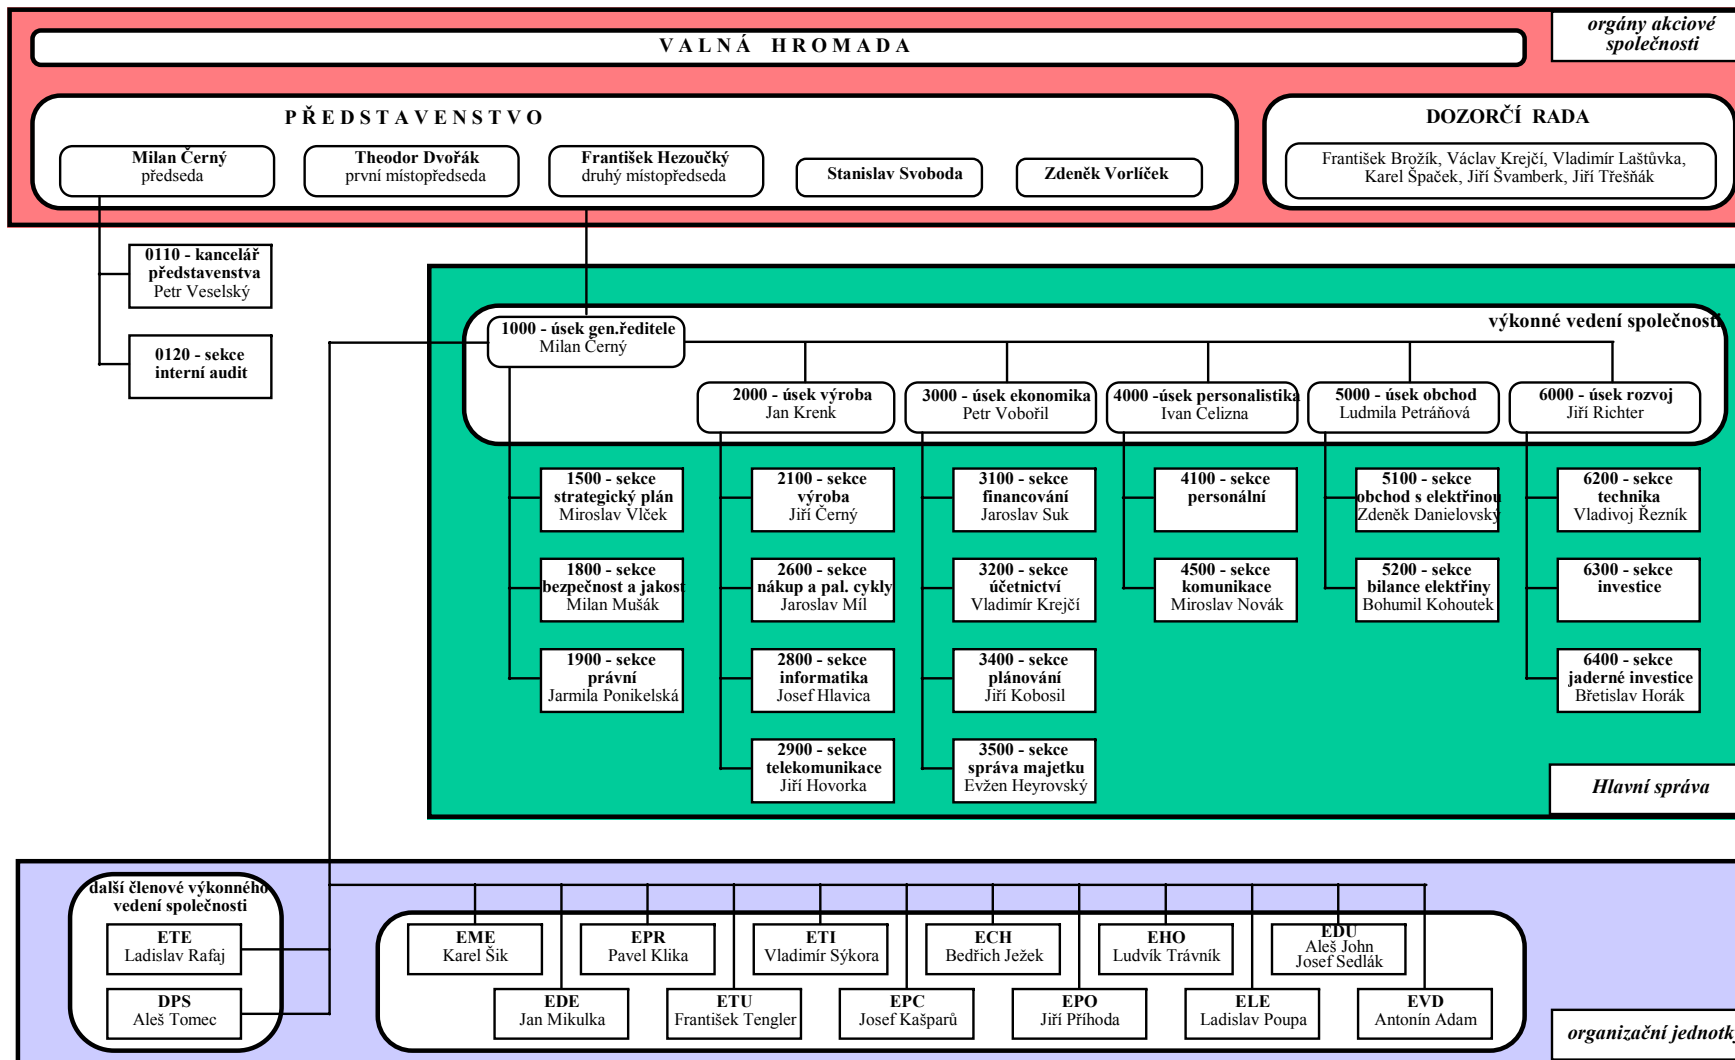 orgány akciové
společnosti
VALNÁ HROMADA
PŘEDSTAVENSTVO
Milan Černý
předseda
Theodor Dvořák
první místopředseda
František Hezoučký
druhý místopředseda
Stanislav Svoboda
Zdeněk Vorlíček
DOZORČÍ RADA
František Brožík, Václav Krejčí, Vladimír Laštůvka,
Karel Špaček, Jiří Švamberk, Jiří Třešňák
0110 - kancelář
představenstva
Petr Veselský
0120 - sekce
interní audit
výkonné vedení společnosti
1000 - úsek gen.ředitele
Milan Černý
2000 - úsek výroba
Jan Krenk
3000 - úsek ekonomika
Petr Vobořil
4000 -úsek personalistika
Ivan Celizna
5000 - úsek obchod
Ludmila Petráňová
6000 - úsek rozvoj
Jiří Richter
1500 - sekce
strategický plán
Miroslav Vlček
2100 - sekce
výroba
Jiří Černý
3100 - sekce
financování
Jaroslav Suk
4100 - sekce
personální
5100 - sekce
obchod s elektřinou
Zdeněk Danielovský
6200 - sekce
technika
Vladivoj Řezník
1800 - sekce
bezpečnost a jakost
Milan Mušák
2600 - sekce
nákup a pal. cykly
Jaroslav Míl
3200 - sekce
účetnictví
Vladimír Krejčí
4500 - sekce
komunikace
Miroslav Novák
5200 - sekce
bilance elektřiny
Bohumil Kohoutek
6300 - sekce
investice
1900 - sekce
právní
Jarmila Ponikelská
2800 - sekce
informatika
Josef Hlavica
3400 - sekce
plánování
Jiří Kobosil
6400 - sekce
jaderné investice
Břetislav Horák
2900 - sekce
telekomunikace
Jiří Hovorka
3500 - sekce
správa majetku
Evžen Heyrovský
Hlavní správa
další členové výkonného
vedení společnosti
ETE
Ladislav Rafaj
DPS
Aleš Tomec
EME
Karel Šik
EPR
Pavel Klika
ETI
Vladimír Sýkora
ECH
Bedřich Ježek
EHO
Ludvík Trávník
EDU
Aleš John
Josef Sedlák
EDE
Jan Mikulka
ETU
František Tengler
EPC
Josef Kašparů
EPO
Jiří Příhoda
ELE
Ladislav Poupa
EVD
Antonín Adam
organizační jednotky